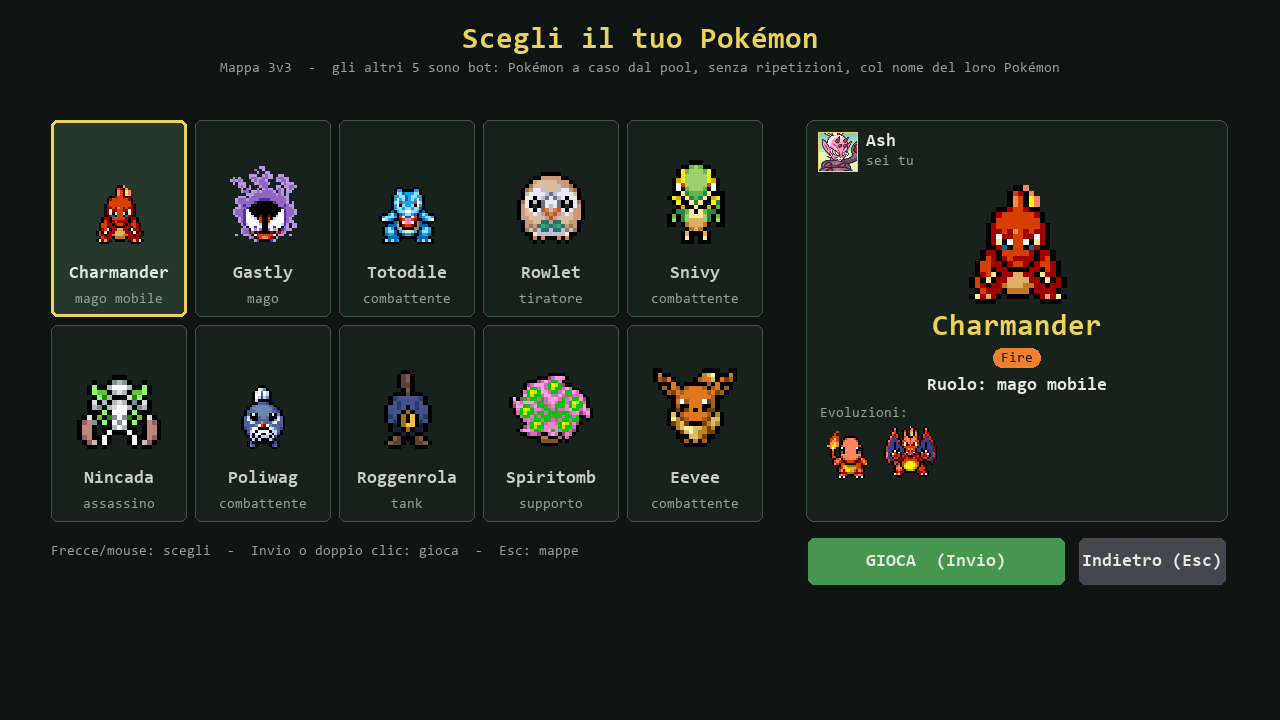 Scegli il tuo Pokémon
Mappa 3v3  -  gli altri 5 sono bot: Pokémon a caso dal pool, senza ripetizioni, col nome del loro Pokémon
Charmander
mago mobile
Gastly
mago
Totodile
combattente
Rowlet
tiratore
Snivy
combattente
Nincada
assassino
Poliwag
combattente
Roggenrola
tank
Spiritomb
supporto
Eevee
combattente
Frecce/mouse: scegli  -  Invio o doppio clic: gioca  -  Esc: mappe
Ash
sei tu
Charmander
Fire
Ruolo: mago mobile
Evoluzioni:
GIOCA  (Invio)
Indietro (Esc)